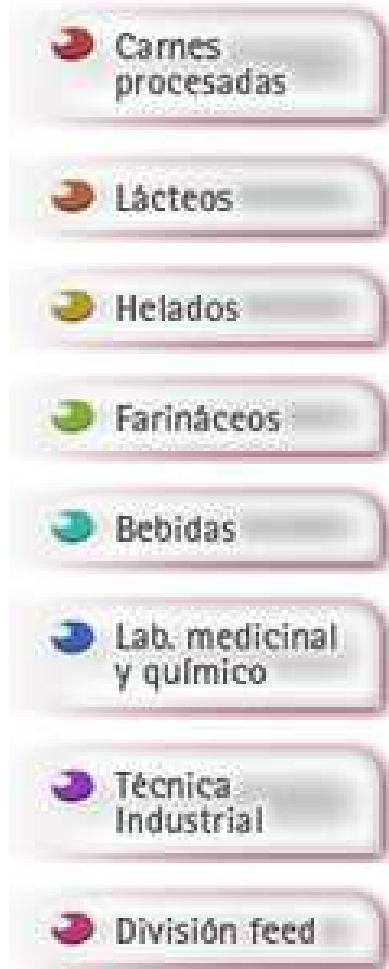 Carnes
procesadas
Lácteos
Helados
Farináceos
Bebidas
Lab. medicinal
y químico
Técnica
Industrial
División feed